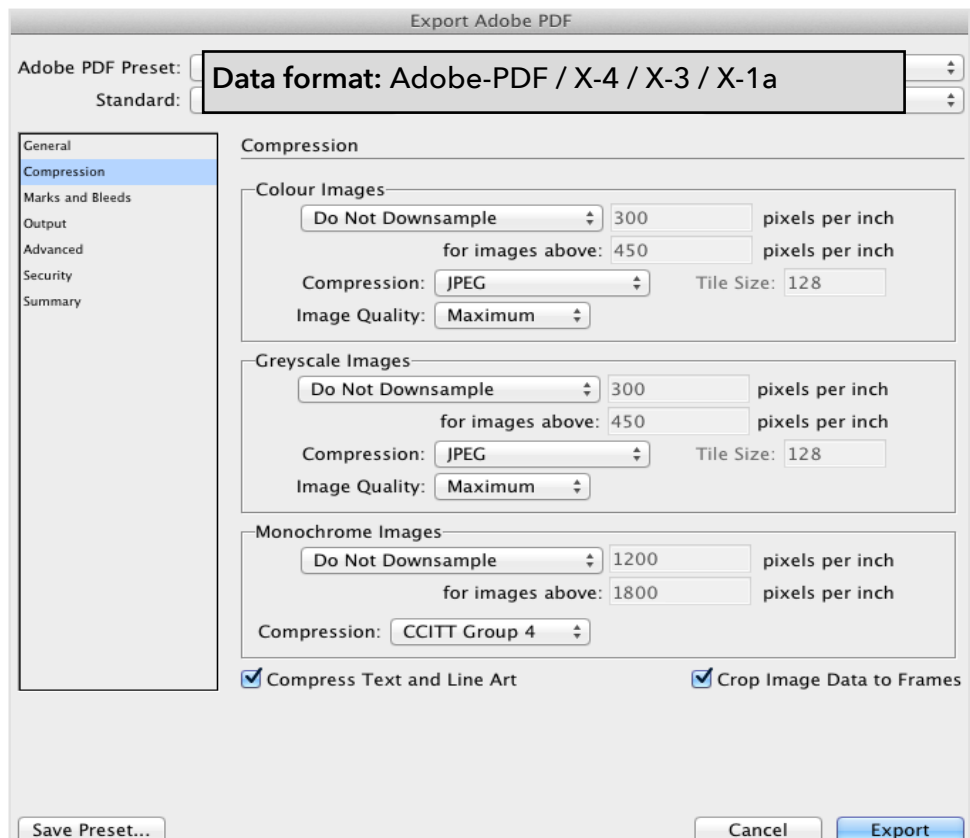 Export Adobe PDF
Adobe PDF Preset:
Data format: Adobe-PDF / X-4 / X-3 / X-1a
Standard:
General
Compression
Marks and Bleeds
Output
Advanced
Security
Summary
Compression
Colour Images
Do Not Downsample 300 pixels per inch
for images above: 450 pixels per inch
Compression: JPEG Tile Size: 128
Image Quality: Maximum
Greyscale Images
Do Not Downsample 300 pixels per inch
for images above: 450 pixels per inch
Compression: JPEG Tile Size: 128
Image Quality: Maximum
Monochrome Images
Do Not Downsample 1200 pixels per inch
for images above: 1800 pixels per inch
Compression: CCITT Group 4
Compress Text and Line Art Crop Image Data to Frames
Save Preset... Cancel Export